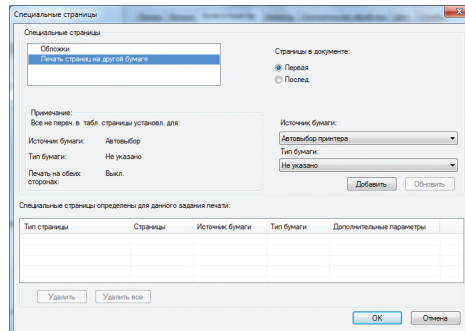 Специальные страницы
Специальные страницы
Обложки
Печать страниц на другой бумаге
Страницы в документе:
Первая
Послед.
Примечание:
Все не переч. в табл. страницы установл. для:
Источник бумаги: Автовыбор
Тип бумаги: Не указано
Печать на обеих сторонах: Выкл.
Источник бумаги:
Автовыбор принтера
Тип бумаги:
Не указано
Добавить Обновить
Специальные страницы определены для данного задания печати:
Тип страницы Страницы Источник бумаги Тип бумаги Дополнительные параметры
Удалить Удалить все
OK Отмена